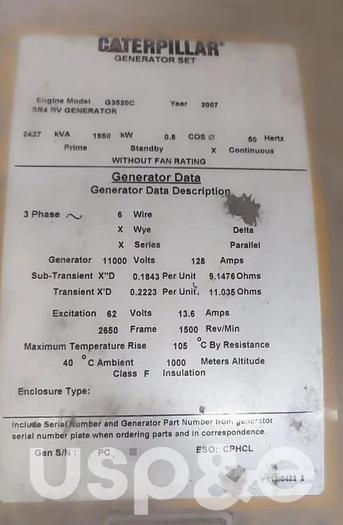 CATERPILLAR®
GENERATOR SET
Engine Model G3520C Year 2007
SR4 HV GENERATOR
2437 kVA 1950 kW 0.8 COS Ø 50 Hertz
Prime Standby X Continuous
WITHOUT FAN RATING
Generator Data
Generator Data Description
3 Phase ~ 6 Wire
X Wye Delta
X Series Parallel
Generator 11000 Volts 128 Amps
Sub-Transient X"D 0.1843 Per Unit 9.1476 Ohms
Transient X'D 0.2223 Per Unit 11.035 Ohms
Excitation 62 Volts 13.6 Amps
2650 Frame 1500 Rev/Min
Maximum Temperature Rise 105 °C By Resistance
40 °C Ambient 1000 Meters Altitude
Class F Insulation
Enclosure Type:
Include Serial Number and Generator Part Number from generator
serial number plate when ordering parts and in correspondence.
Gen S/N: PC ESO: CPHCL
usp&e